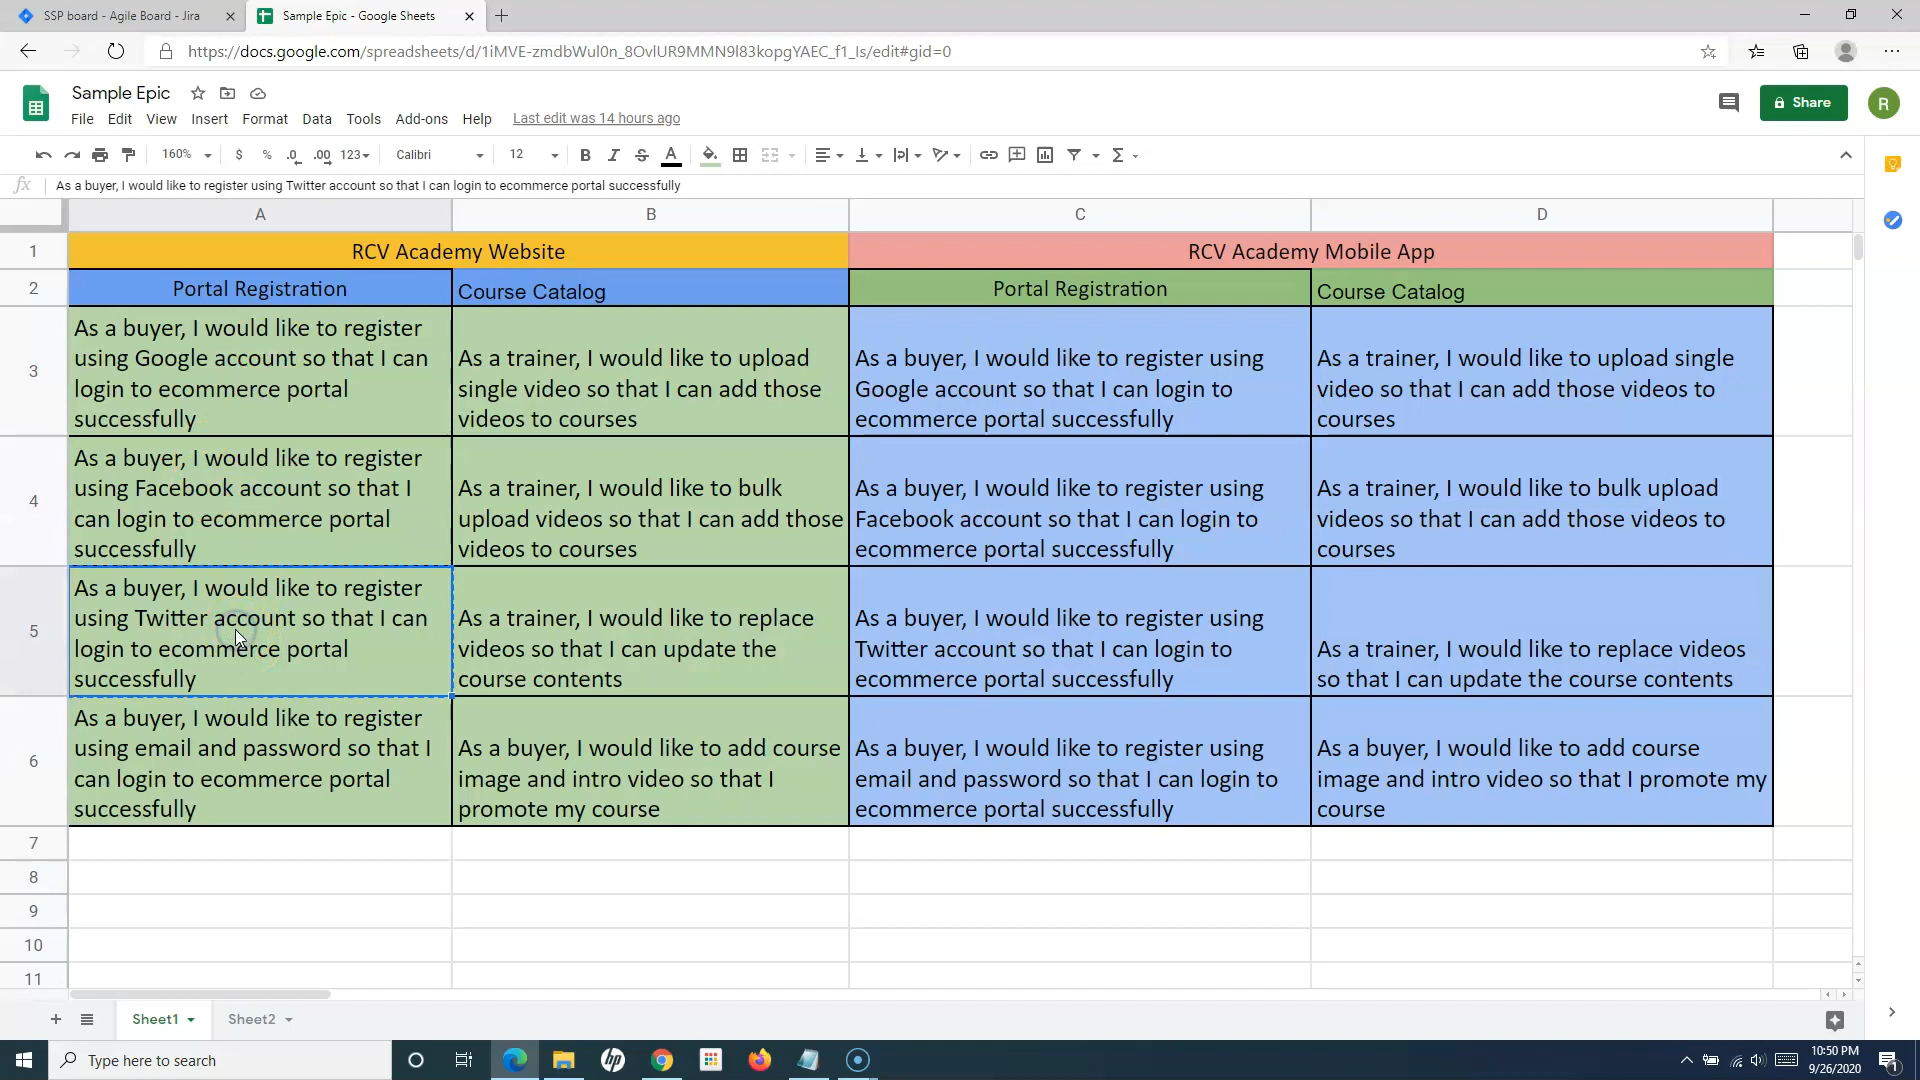 SSP board - Agile Board - Jira
Sample Epic - Google Sheets
https://docs.google.com/spreadsheets/d/1iMVE-zmdbWul0n_8OvlUR9MMN9l83kopgYAEC_f1_Is/edit#gid=0
Sample Epic
File Edit View Insert Format Data Tools Add-ons Help Last edit was 14 hours ago
Share
R
160% $ % .0 .00 123 Calibri 12 B I S A Σ
fx As a buyer, I would like to register using Twitter account so that I can login to ecommerce portal successfully
A B C D
1 RCV Academy Website RCV Academy Mobile App
2 Portal Registration Course Catalog Portal Registration Course Catalog
3
As a buyer, I would like to register
using Google account so that I can
login to ecommerce portal
successfully
As a trainer, I would like to upload
single video so that I can add those
videos to courses
As a buyer, I would like to register using
Google account so that I can login to
ecommerce portal successfully
As a trainer, I would like to upload single
video so that I can add those videos to
courses
4
As a buyer, I would like to register
using Facebook account so that I
can login to ecommerce portal
successfully
As a trainer, I would like to bulk
upload videos so that I can add those
videos to courses
As a buyer, I would like to register using
Facebook account so that I can login to
ecommerce portal successfully
As a trainer, I would like to bulk upload
videos so that I can add those videos to
courses
5
As a buyer, I would like to register
using Twitter account so that I can
login to ecommerce portal
successfully
As a trainer, I would like to replace
videos so that I can update the
course contents
As a buyer, I would like to register using
Twitter account so that I can login to
ecommerce portal successfully
As a trainer, I would like to replace videos
so that I can update the course contents
6
As a buyer, I would like to register
using email and password so that I
can login to ecommerce portal
successfully
As a buyer, I would like to add course
image and intro video so that I
promote my course
As a buyer, I would like to register using
email and password so that I can login to
ecommerce portal successfully
As a buyer, I would like to add course
image and intro video so that I promote my
course
7
8
9
10
11
Sheet1 Sheet2
Type here to search
hp
10:50 PM
9/26/2020
1